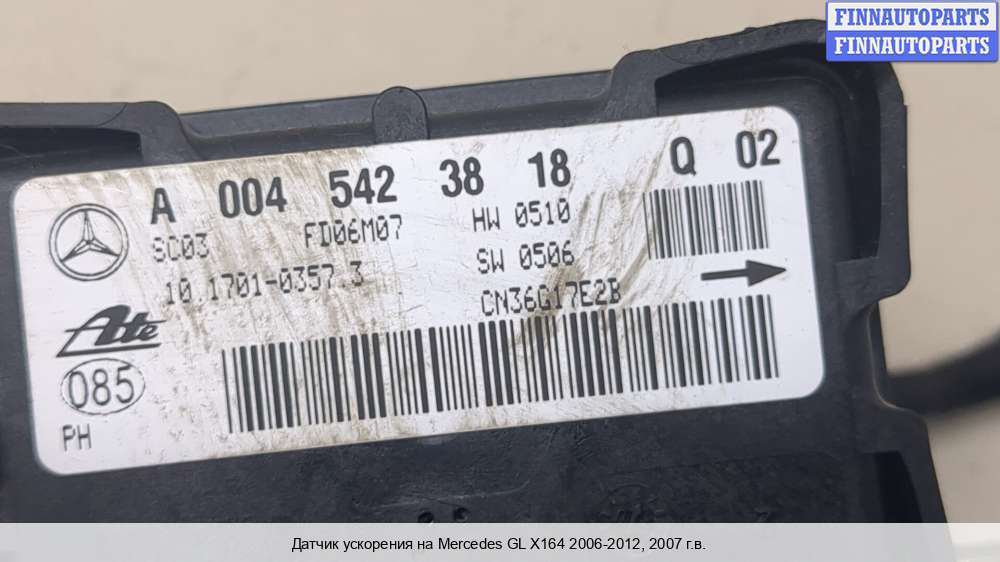 FINNAUTOPARTS
FINNAUTOPARTS
A 004 542 38 18 Q 02
SC03 FD06M07 HW 0510
10.1701-0357.3 SW 0506
CN36G17E2B
Ate
085
PH
Датчик ускорения на Mercedes GL X164 2006-2012, 2007 г.в.